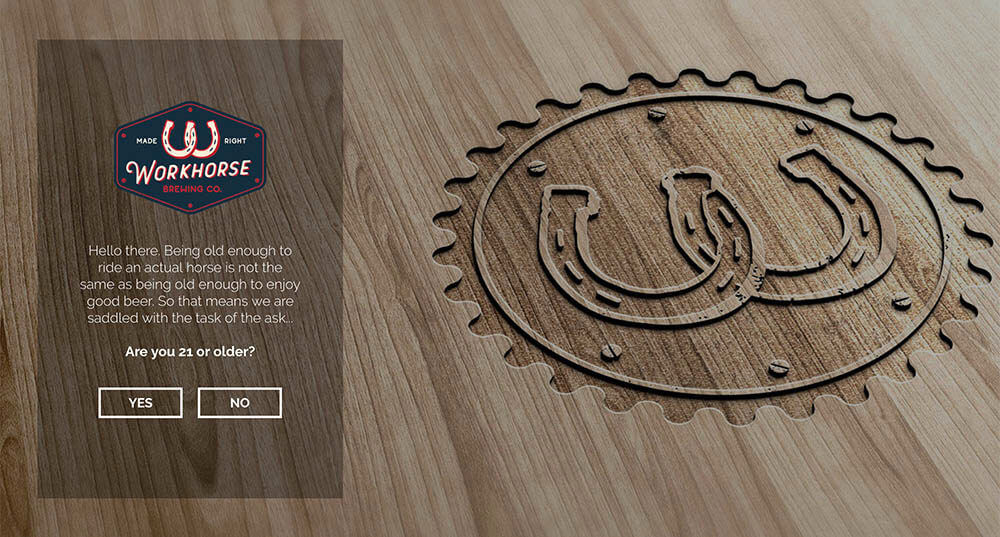 MADE RIGHT
WORKHORSE
BREWING CO.
Hello there. Being old enough to
ride an actual horse is not the
same as being old enough to enjoy
good beer. So that means we are
saddled with the task of the ask...
Are you 21 or older?
YES NO